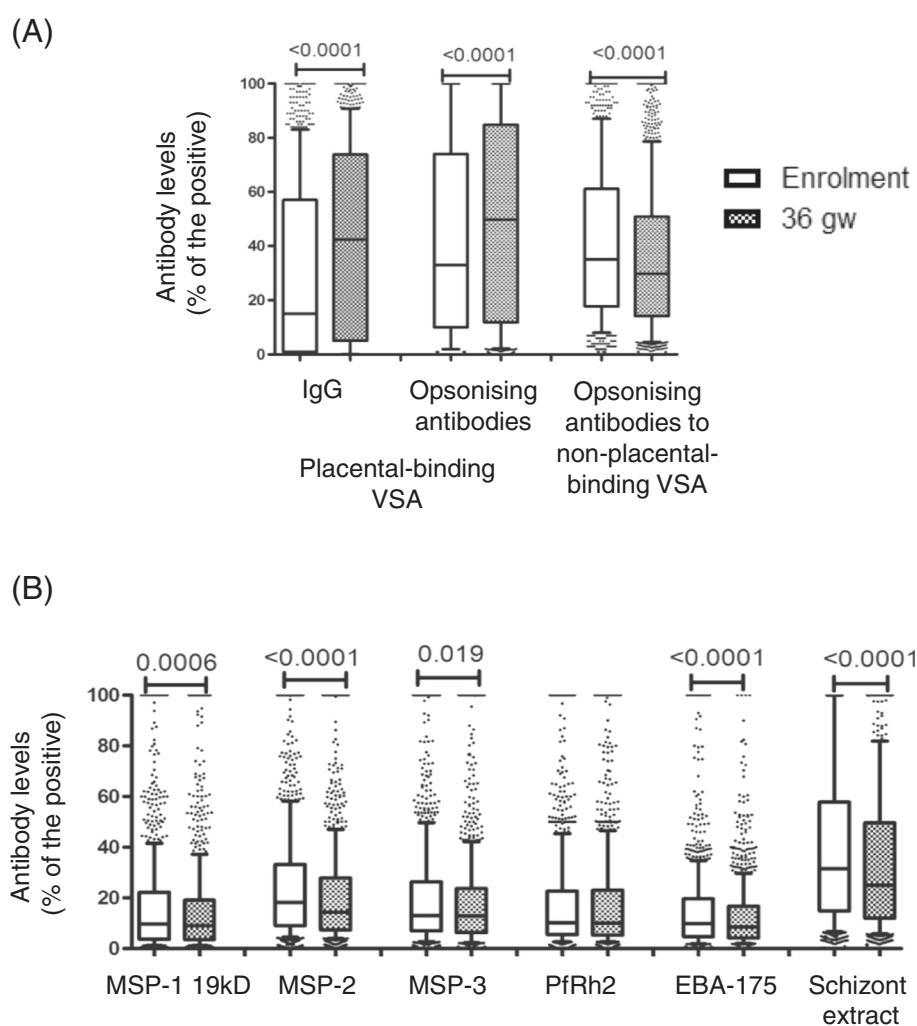 (A)
<0.0001
<0.0001
<0.0001
Antibody levels
(% of the positive)
100
80
60
40
20
0
Enrolment
36 gw
IgG
Opsonising
antibodies
Opsonising
antibodies to
non-placental-
binding VSA
Placental-binding
VSA
(B)
0.0006
<0.0001
0.019
<0.0001
<0.0001
Antibody levels
(% of the positive)
100
80
60
40
20
0
MSP-1 19kD
MSP-2
MSP-3
PfRh2
EBA-175
Schizont
extract